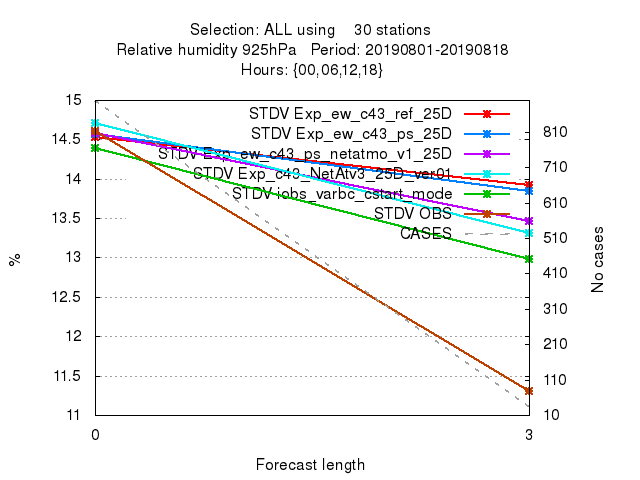 Selection: ALL using 30 stations
Relative humidity 925hPa Period: 20190801-20190818
Hours: {00,06,12,18}
15
14.5
14
13.5
13
12.5
12
11.5
11
%
STDV Exp_ew_c43_ref_25D
STDV Exp_ew_c43_ps_25D
STDV Exp_ew_c43_ps_netatmo_v1_25D
STDV Exp_c43_NetAtv3_25D_ver01
STDV iobs_varbc_cstart_mode
STDV OBS
CASES
810
710
610
510
410
310
210
110
10
No cases
0
3
Forecast length